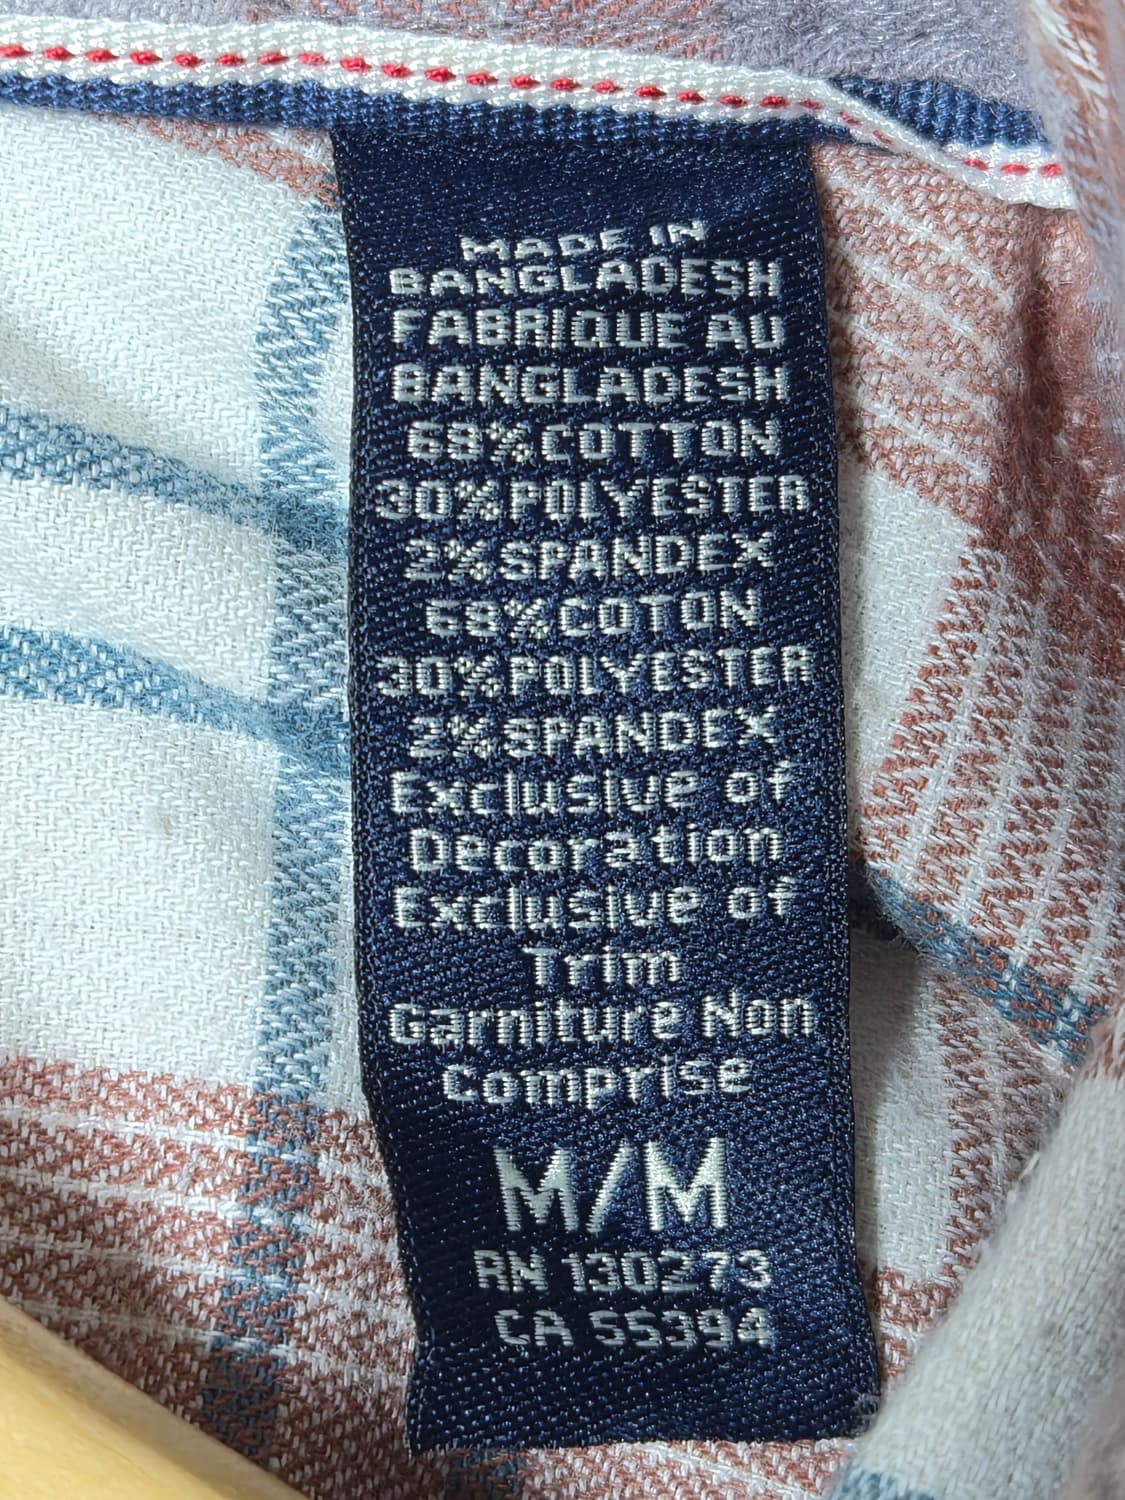 MADE IN
BANGLADESH
FABRIQUE AU
BANGLADESH
68% COTTON
30% POLYESTER
2% SPANDEX
68% COTON
30% POLYESTER
2% SPANDEX
Exclusive of
Decoration
Exclusive of
Trim
Garniture Non
Comprise
M/M
RN 130273
CA 55394